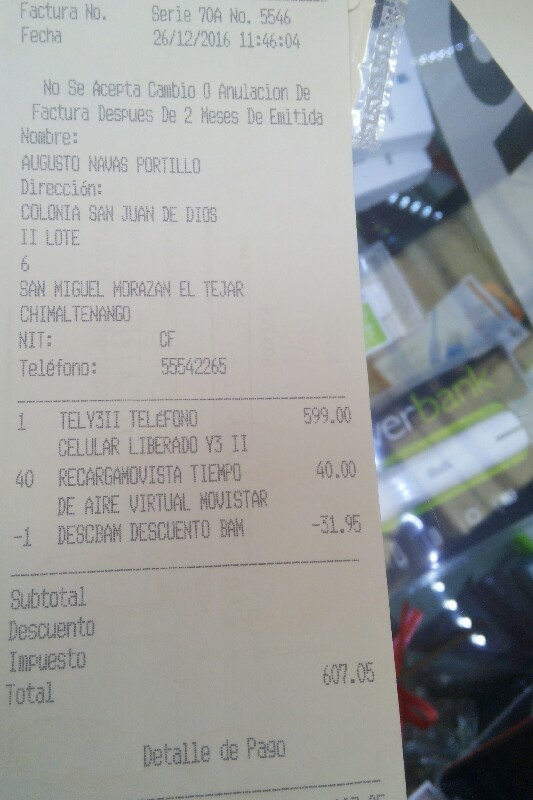 Factura No. Serie 70A No. 5546
Fecha 26/12/2016 11:46:04
No Se Acepta Cambio O Anulacion De
Factura Despues De 2 Meses De Emitida
Nombre:
AUGUSTO NAVAS PORTILLO
Dirección:
COLONIA SAN JUAN DE DIOS
II LOTE
6
SAN MIGUEL MORAZAN EL TEJAR
CHIMALTENANGO
NIT: CF
Teléfono: 55542265
1 TELY3II TELéFONO 599.00
CELULAR LIBERADO Y3 II
40 RECARGAMOVISTA TIEMPO 40.00
DE AIRE VIRTUAL MOVISTAR
-1 DESCBAM DESCUENTO BAM -31.95
Subtotal
Descuento
Impuesto
Total 607.05
Detalle de Pago
erbank